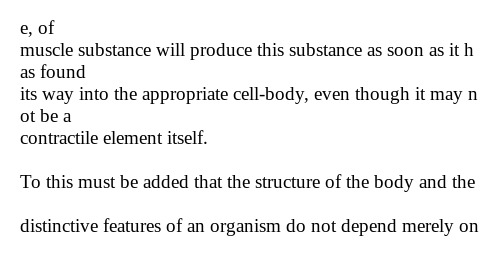 e, of
muscle substance will produce this substance as soon as it h
as found
its way into the appropriate cell-body, even though it may n
ot be a
contractile element itself.
To this must be added that the structure of the body and the
distinctive features of an organism do not depend merely on